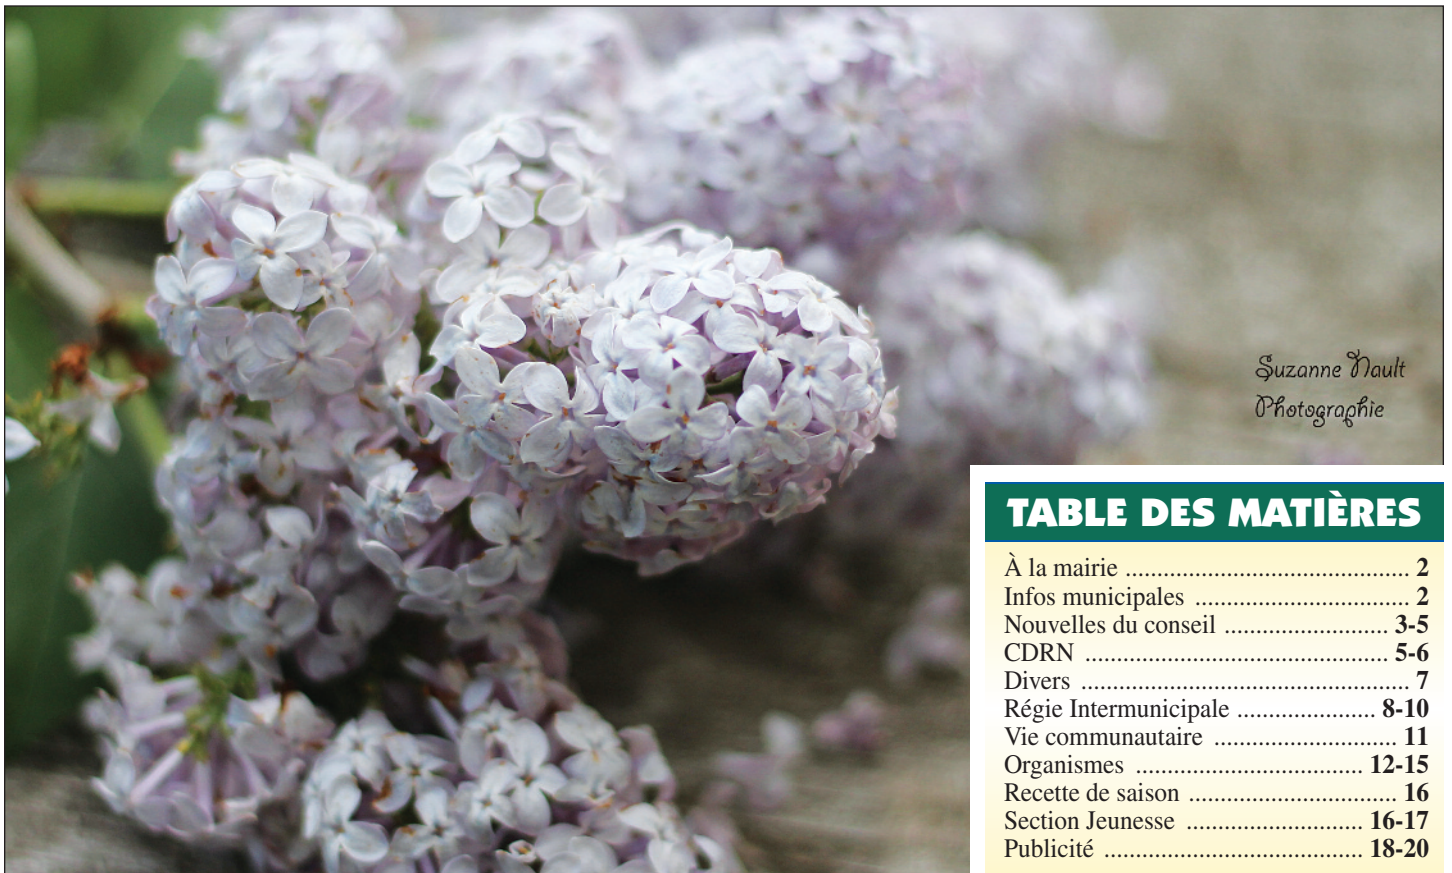 Suzanne Nault
Photographie
TABLE DES MATIÈRES
À la mairie ............................................. 2
Infos municipales .................................. 2
Nouvelles du conseil .......................... 3-5
CDRN ................................................ 5-6
Divers ..................................................... 7
Régie Intermunicipale ...................... 8-10
Vie communautaire ............................. 11
Organismes .................................... 12-15
Recette de saison ................................. 16
Section Jeunesse ............................ 16-17
Publicité ......................................... 18-20